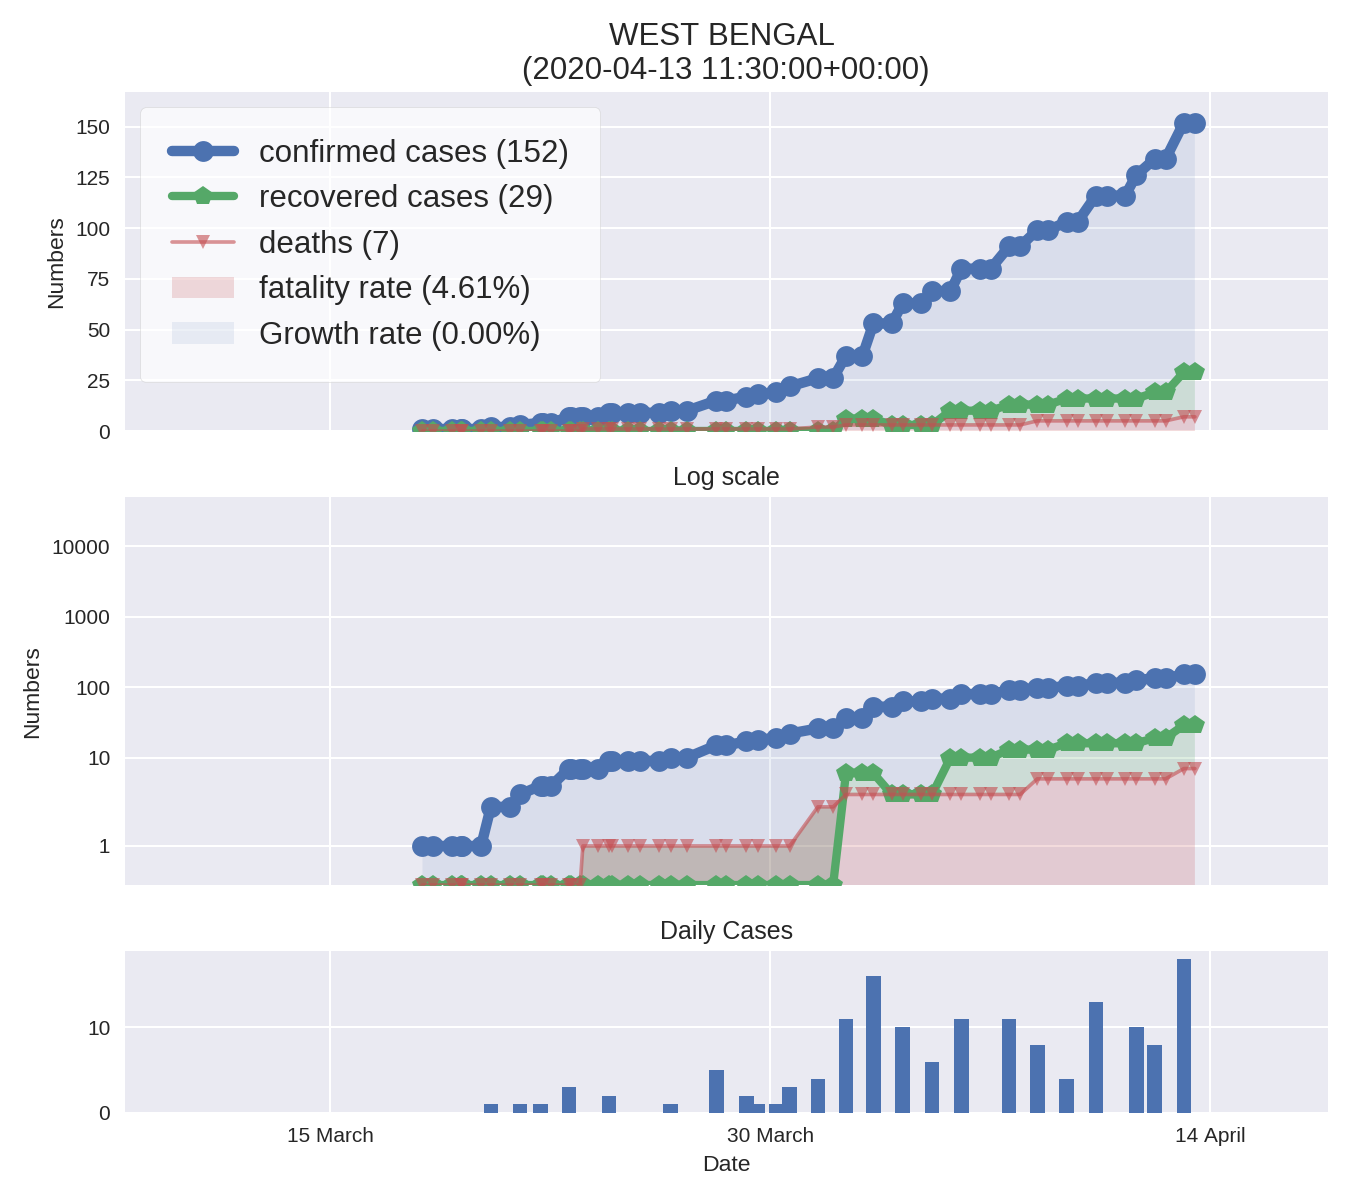 WEST BENGAL
(2020-04-13 11:30:00+00:00)
150
125
100
75
50
25
0
Numbers
confirmed cases (152)
recovered cases (29)
deaths (7)
fatality rate (4.61%)
Growth rate (0.00%)
Log scale
10000
1000
100
10
1
Numbers
Daily Cases
10
0
15 March
30 March
14 April
Date